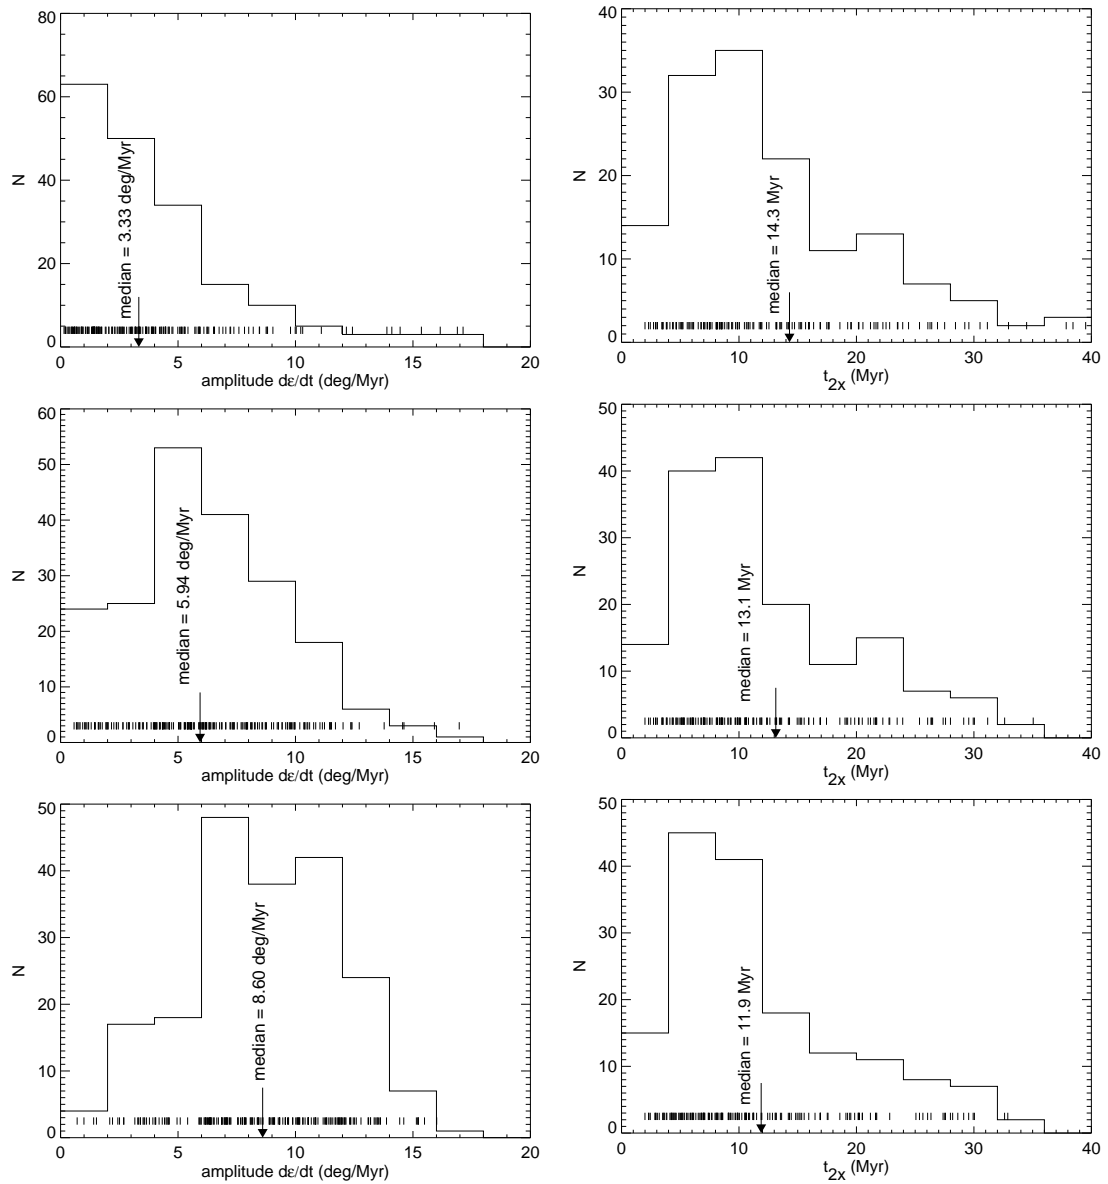 80
60
40
20
0
N
median = 3.33 deg/Myr
0 5 10 15 20
amplitude dε/dt (deg/Myr)
40
30
20
10
0
N
median = 14.3 Myr
0 10 20 30 40
t2x (Myr)
60
50
40
30
20
10
0
N
median = 5.94 deg/Myr
0 5 10 15 20
amplitude dε/dt (deg/Myr)
50
40
30
20
10
0
N
median = 13.1 Myr
0 10 20 30 40
t2x (Myr)
50
40
30
20
10
0
N
median = 8.60 deg/Myr
0 5 10 15 20
amplitude dε/dt (deg/Myr)
50
40
30
20
10
0
N
median = 11.9 Myr
0 10 20 30 40
t2x (Myr)